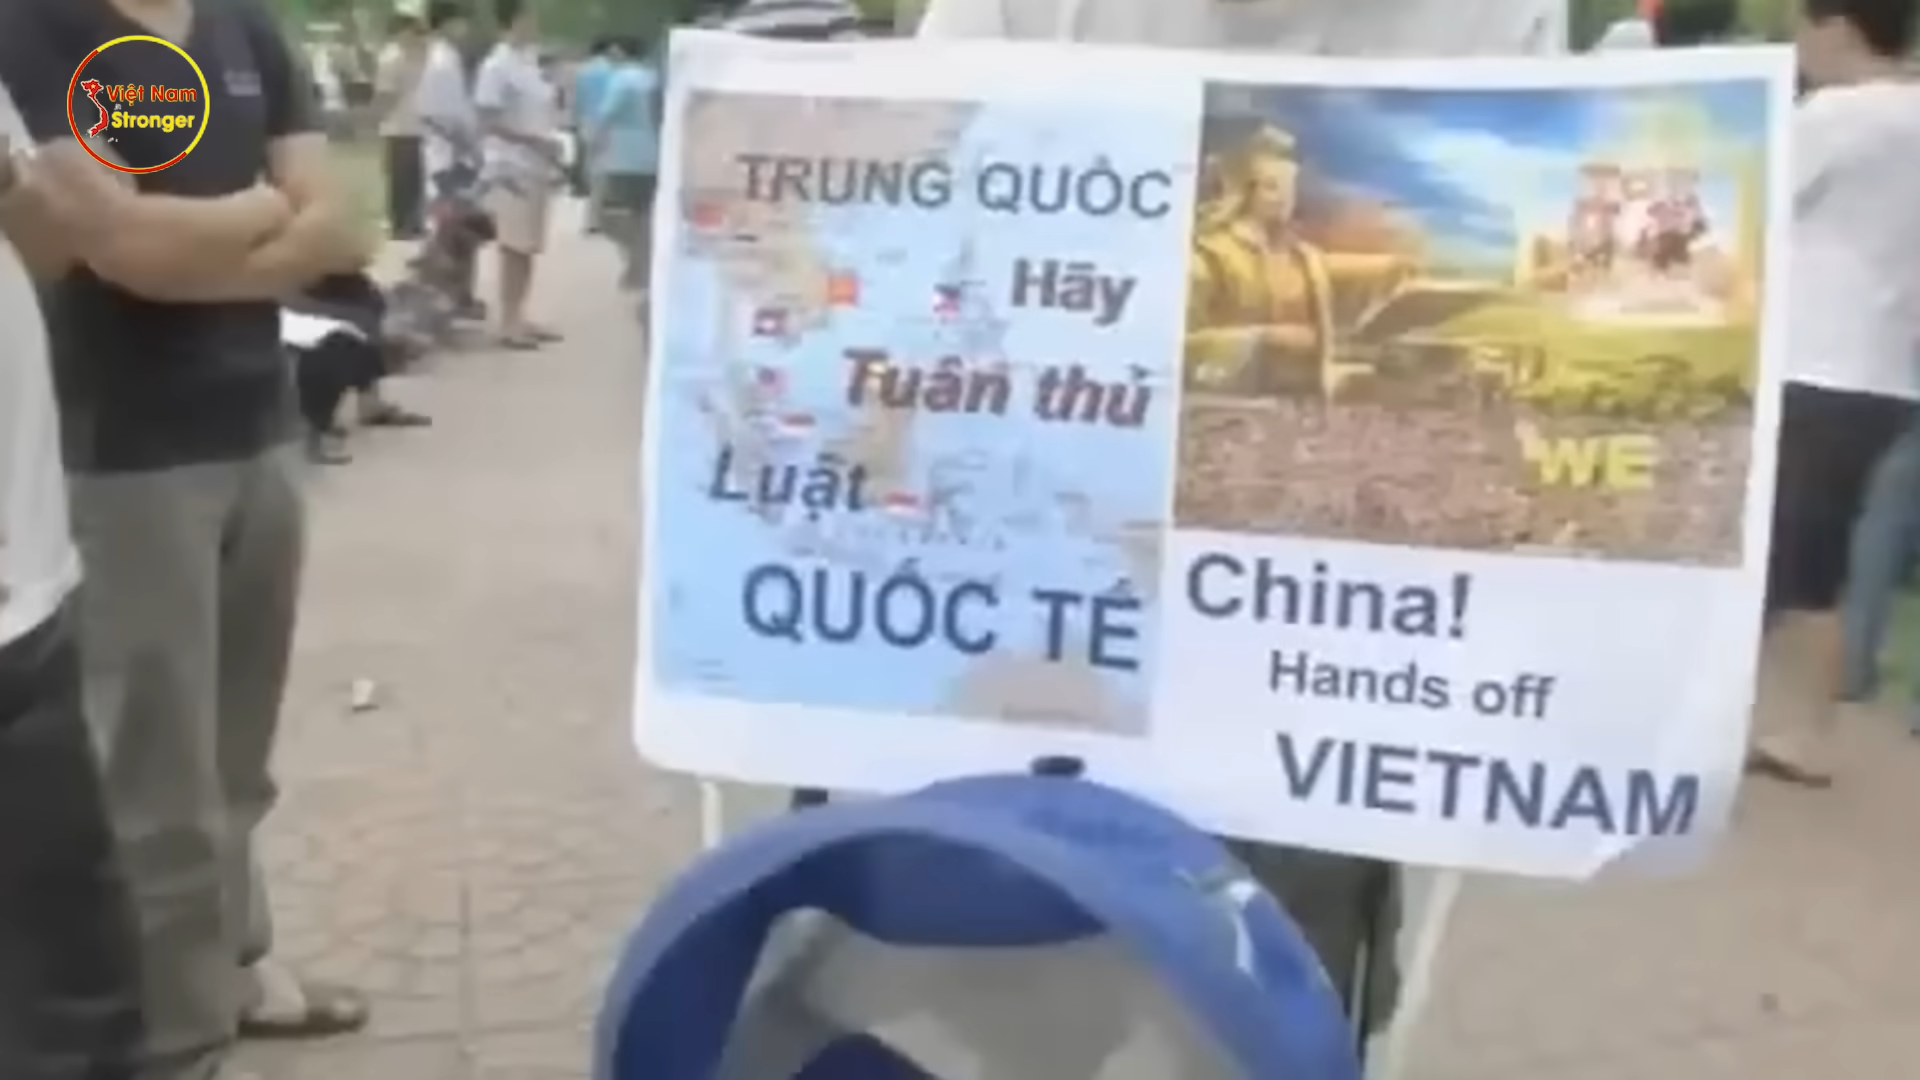 Việt Nam
Stronger
TRUNG QUỐC
Hãy
Tuân thủ
Luật
QUỐC TẾ
WE
China!
Hands off
VIETNAM